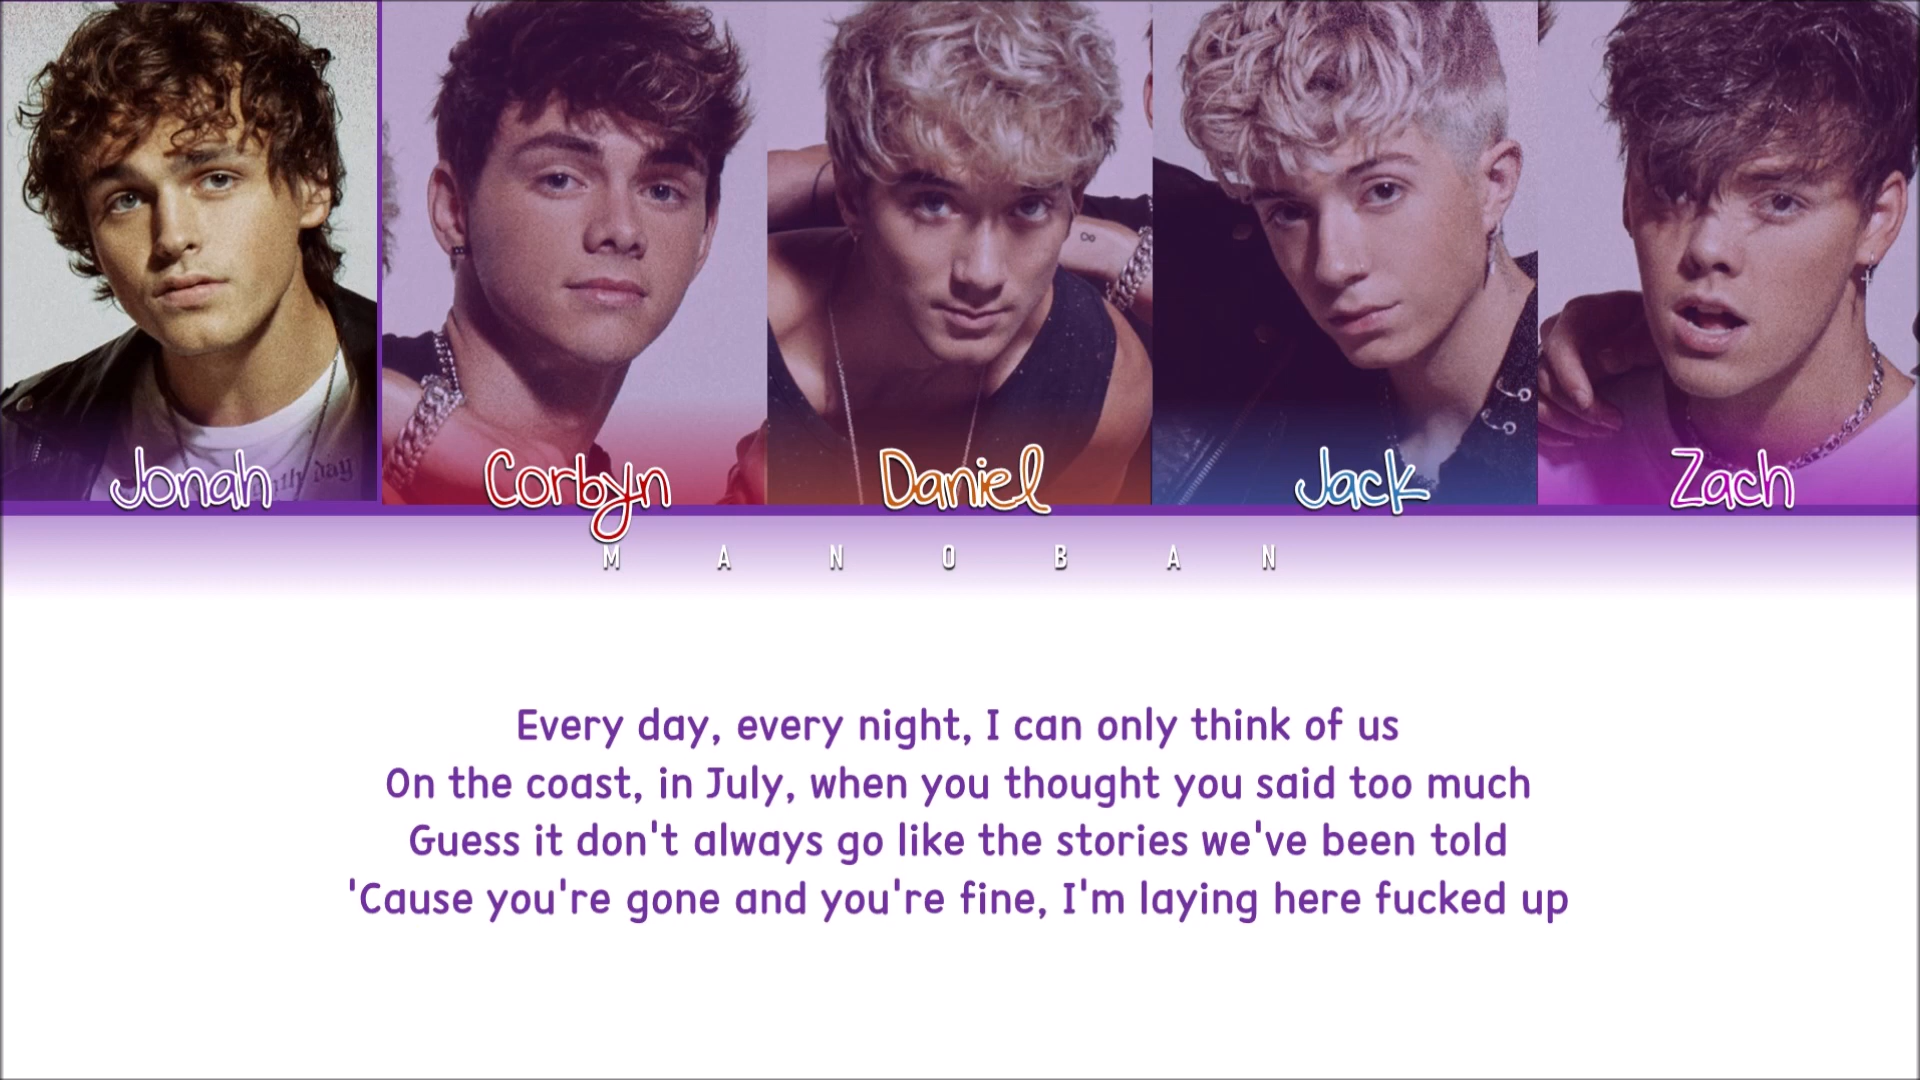 Jonah Corbyn Daniel Jack Zach
MANOBAN
Every day, every night, I can only think of us
On the coast, in July, when you thought you said too much
Guess it don't always go like the stories we've been told
'Cause you're gone and you're fine, I'm laying here fucked up